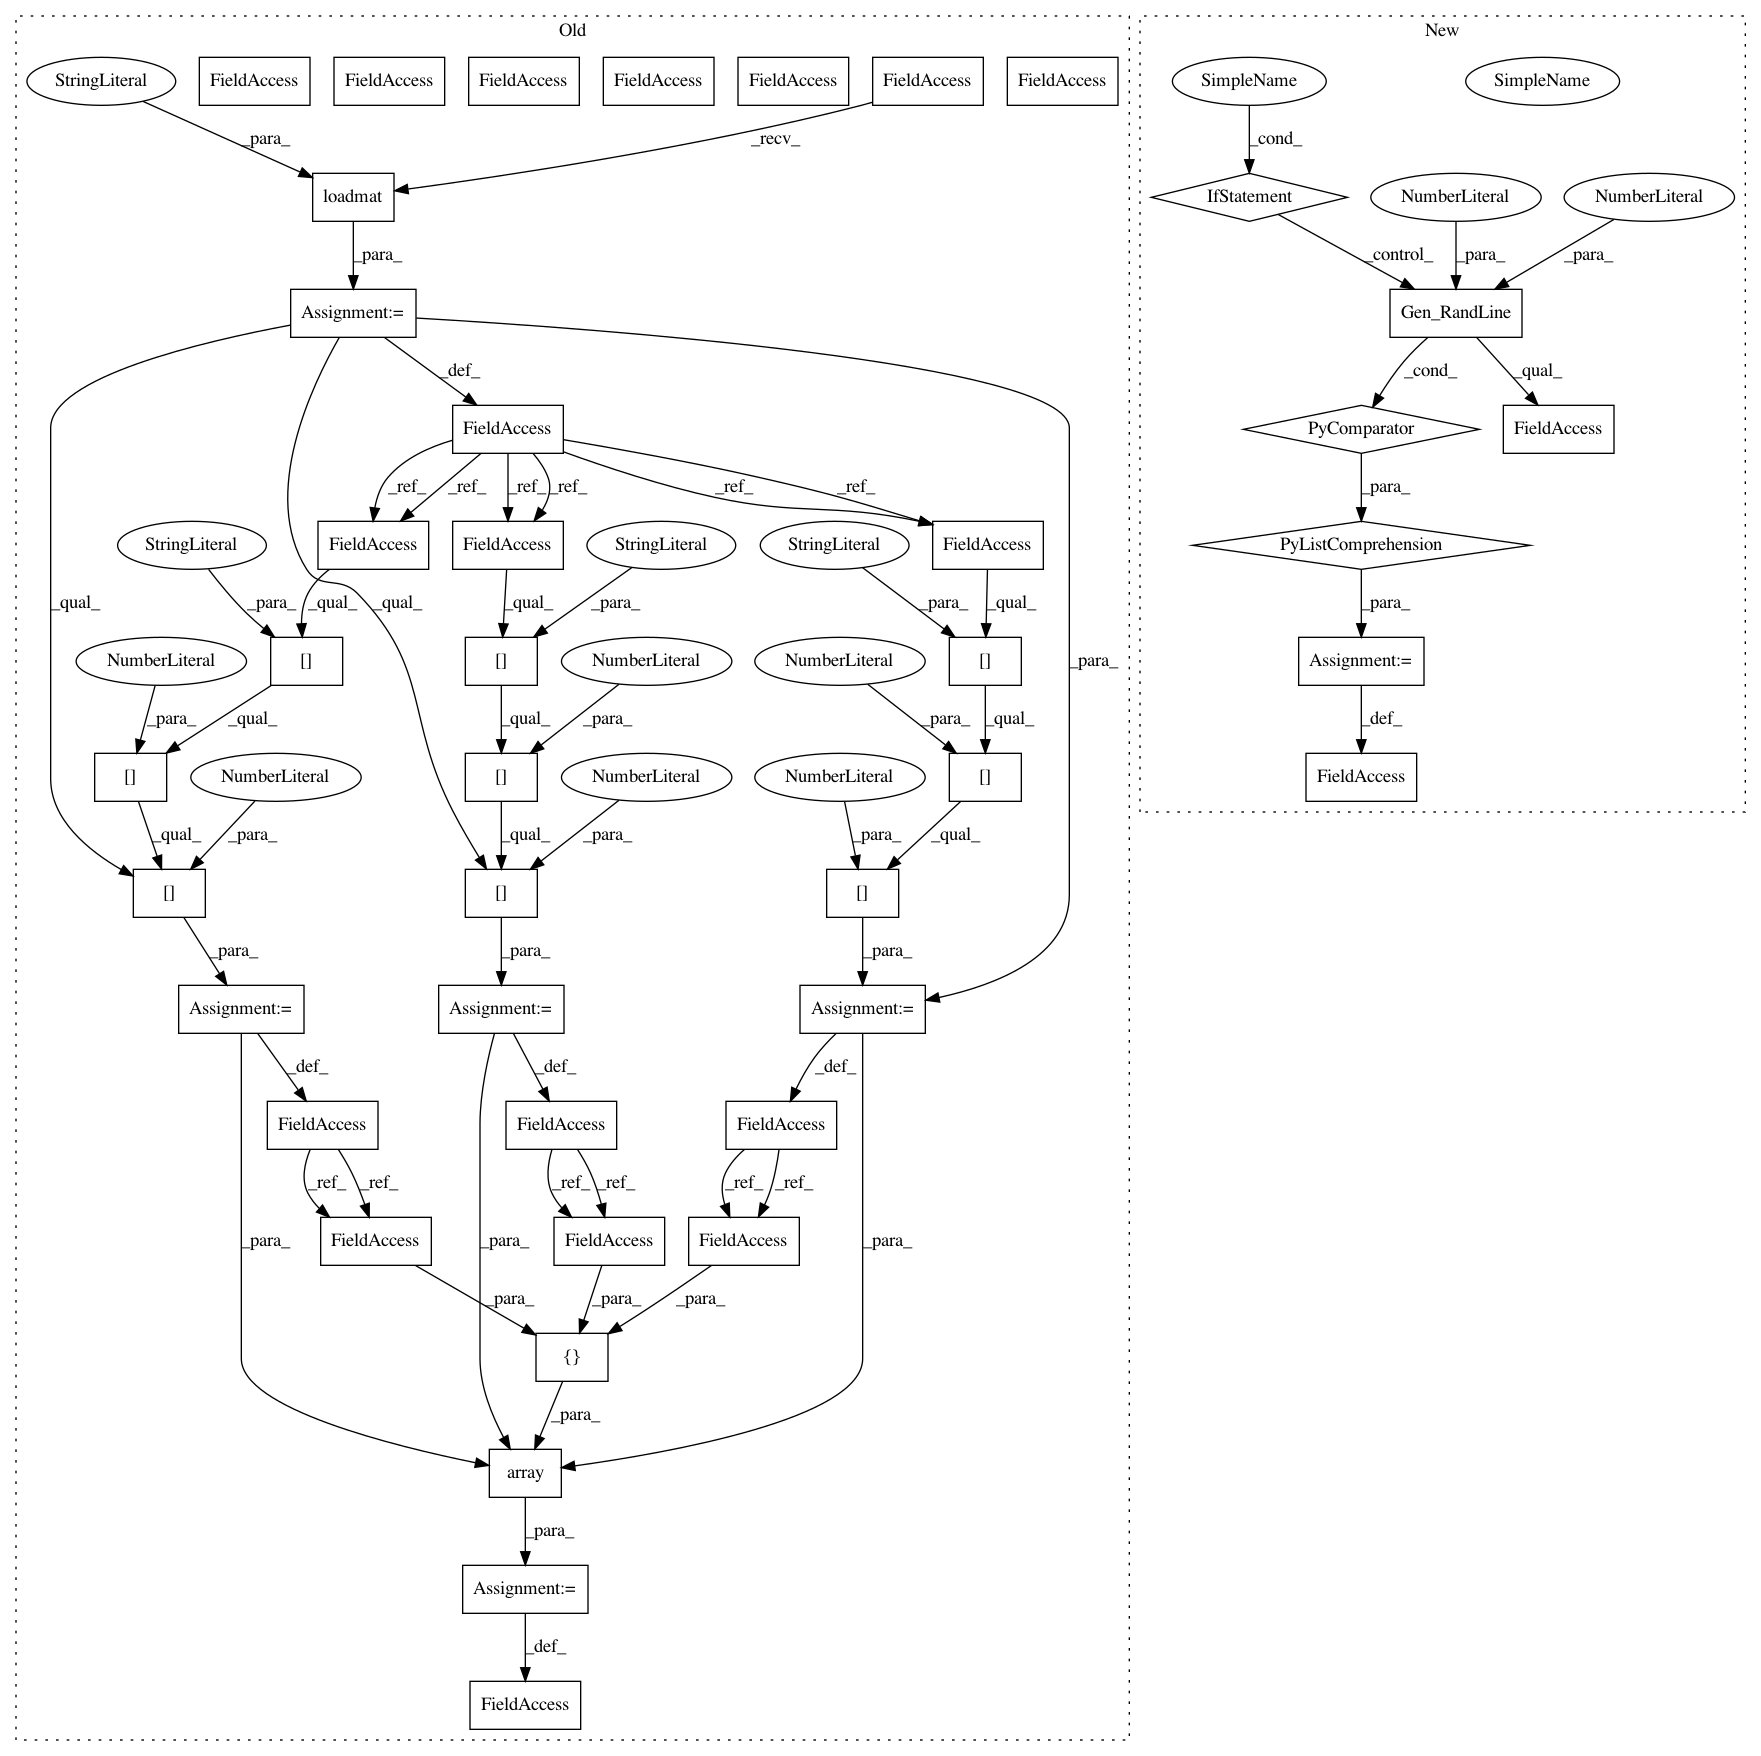 Old
New
StringLiteral FieldAccess FieldAccess FieldAccess FieldAccess FieldAccess FieldAccess FieldAccess SimpleName SimpleName
_para_ _recv_ _cond_
loadmat IfStatement NumberLiteral NumberLiteral
_para_ _control_ _para_ _para_
Assignment:= Gen_RandLine
_def_ _cond_ _qual_
FieldAccess PyComparator FieldAccess
_ref_ _ref_ _ref_ _ref_ _ref_ _ref_ _para_
StringLiteral FieldAccess FieldAccess StringLiteral StringLiteral FieldAccess PyListComprehension
_qual_ _para_ _qual_ _qual_ _qual_ _para_ _para_ _qual_ _para_
[] [] [] Assignment:=
NumberLiteral NumberLiteral NumberLiteral _para_
_para_ _qual_ _qual_ _para_ _para_ _qual_ _def_
[] NumberLiteral [] NumberLiteral NumberLiteral [] FieldAccess
_qual_ _para_ _qual_ _para_ _para_ _qual_
[] [] []
_para_ _para_ _para_
Assignment:= Assignment:= Assignment:=
_def_ _def_ _def_
FieldAccess FieldAccess FieldAccess
_ref_ _ref_ _ref_ _ref_ _ref_ _ref_
_para_ FieldAccess _para_ FieldAccess FieldAccess _para_
_para_ _para_ _para_
{}
_para_
array
_para_
Assignment:=
_def_
FieldAccess